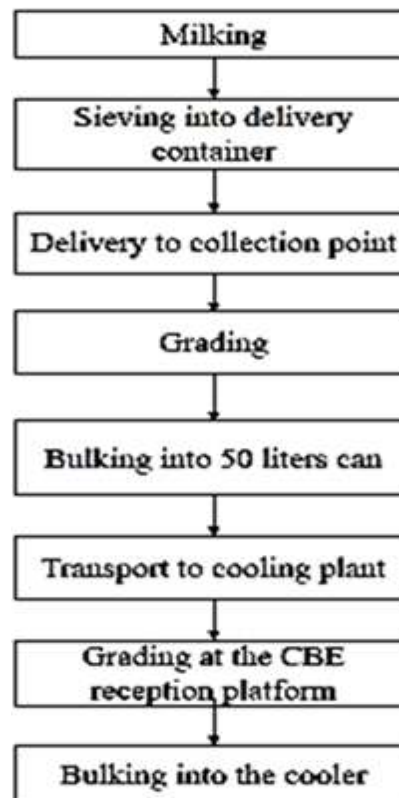 Milking
Sieving into delivery
container
Delivery to collection point
Grading
Bulking into 50 liters can
Transport to cooling plant
Grading at the CBE
reception platform
Bulking into the cooler